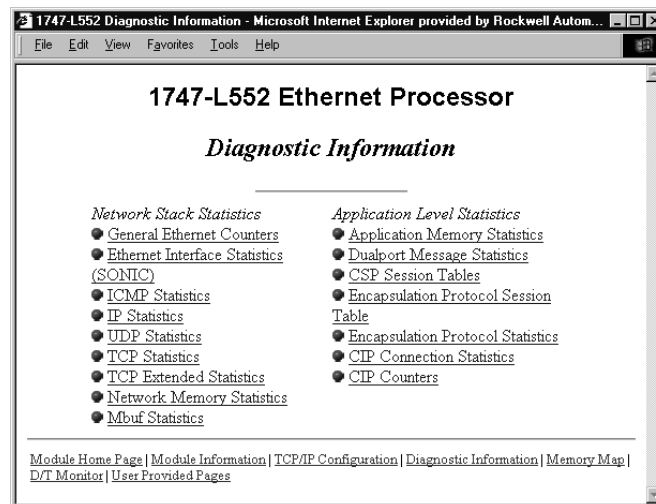 1747-L552 Diagnostic Information - Microsoft Internet Explorer provided by Rockwell Autom...
File Edit View Favorites Tools Help
1747-L552 Ethernet Processor
Diagnostic Information
Network Stack Statistics
General Ethernet Counters
Ethernet Interface Statistics
(SONIC)
ICMP Statistics
IP Statistics
UDP Statistics
TCP Statistics
TCP Extended Statistics
Network Memory Statistics
Mbuf Statistics
Application Level Statistics
Application Memory Statistics
Dualport Message Statistics
CSP Session Tables
Encapsulation Protocol Session
Table
Encapsulation Protocol Statistics
CIP Connection Statistics
CIP Counters
Module Home Page | Module Information | TCP/IP Configuration | Diagnostic Information | Memory Map |
D/T Monitor | User Provided Pages